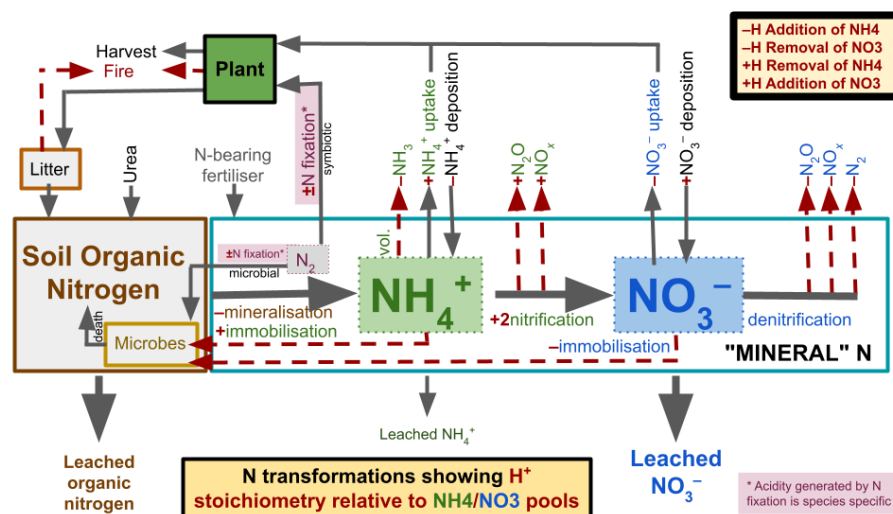 –H Addition of NH4
–H Removal of NO3
+H Removal of NH4
+H Addition of NO3
Harvest
Fire
Plant
Litter
Urea
N-bearing
fertiliser
±N fixation*
symbiotic
–NH₃
+NH₄⁺ uptake
–NH₄⁺ deposition
+N₂O
+NOₓ
–NO₃⁻ uptake
+NO₃⁻ deposition
–N₂O
–NOₓ
–N₂
Soil Organic
Nitrogen
±N fixation*
microbial
N₂
vol.
NH₄⁺
NO₃⁻
–mineralisation
+immobilisation
+2nitrification
denitrification
death
Microbes
–immobilisation
"MINERAL" N
Leached
organic
nitrogen
Leached NH₄⁺
Leached
NO₃⁻
N transformations showing H⁺
stoichiometry relative to NH4/NO3 pools
* Acidity generated by N
fixation is species specific